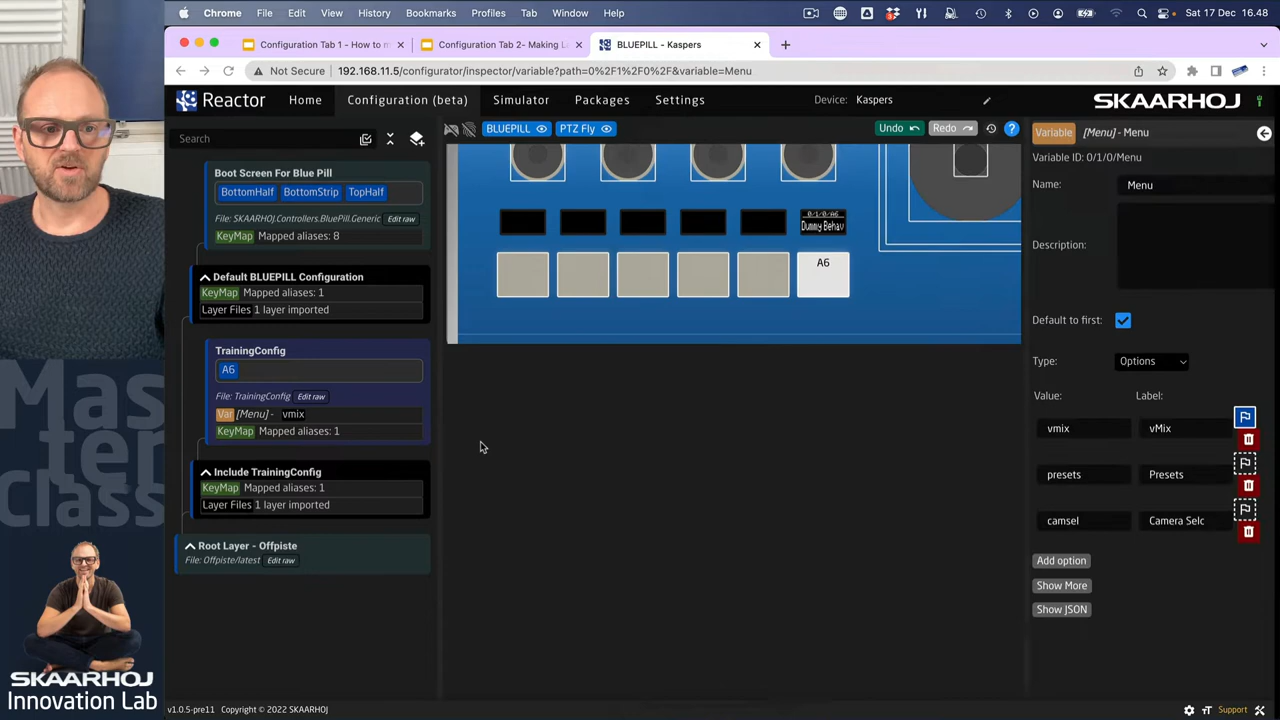 Chrome File Edit View History Bookmarks Profiles Tab Window Help Sat 17 Dec 16.48
Configuration Tab 1 - How to m Configuration Tab 2- Making La BLUEPILL - Kaspers
Not Secure 192.168.11.5/configurator/inspector/variable?path=0%2F1%2F0%2F&variable=Menu
Reactor Home Configuration (beta) Simulator Packages Settings Device: Kaspers SKAARHOJ
Search
BLUEPILL PTZ Fly Undo Redo ?
Boot Screen For Blue Pill
BottomHalf BottomStrip TopHalf
File: SKAARHOJ.Controllers.BluePill.Generic Edit raw
KeyMap Mapped aliases: 8
Default BLUEPILL Configuration
KeyMap Mapped aliases: 1
Layer Files 1 layer imported
TrainingConfig
A6
File: TrainingConfig Edit raw
Var [Menu] - vmix
KeyMap Mapped aliases: 1
Include TrainingConfig
KeyMap Mapped aliases: 1
Layer Files 1 layer imported
Root Layer - Offpiste
File: Offpiste/latest Edit raw
0/1/0/A6
Dummy Behav
A6
Variable [Menu] - Menu
Variable ID: 0/1/0/Menu
Name: Menu
Description:
Default to first:
Type: Options
Value: Label:
vmix vMix
presets Presets
camsel Camera Selc
Add option
Show More
Show JSON
Master Class
SKAARHOJ
Innovation Lab
v1.0.5-pre11 Copyright © 2022 SKAARHOJ
Support